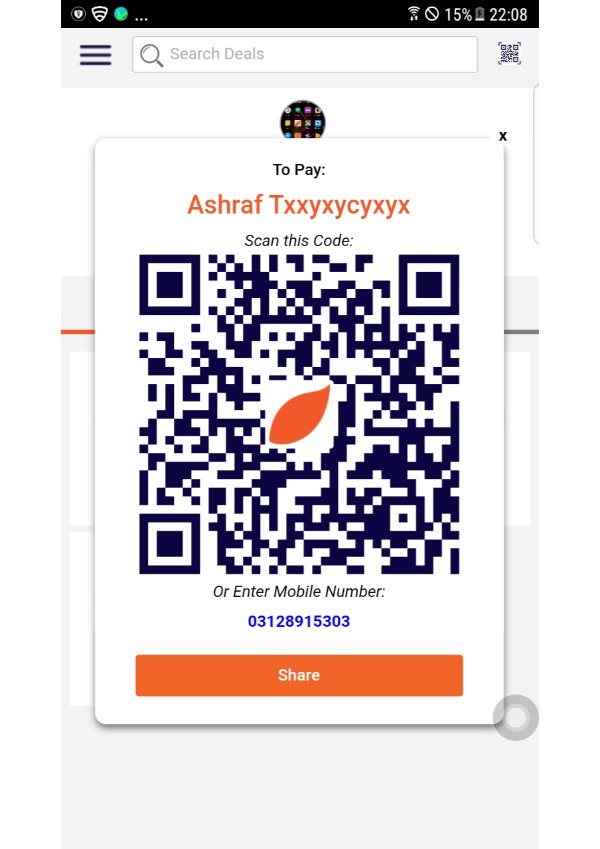 ... 15% 22:08
Search Deals
x
To Pay:
Ashraf Txxyxycyxyx
Scan this Code:
Or Enter Mobile Number:
03128915303
Share